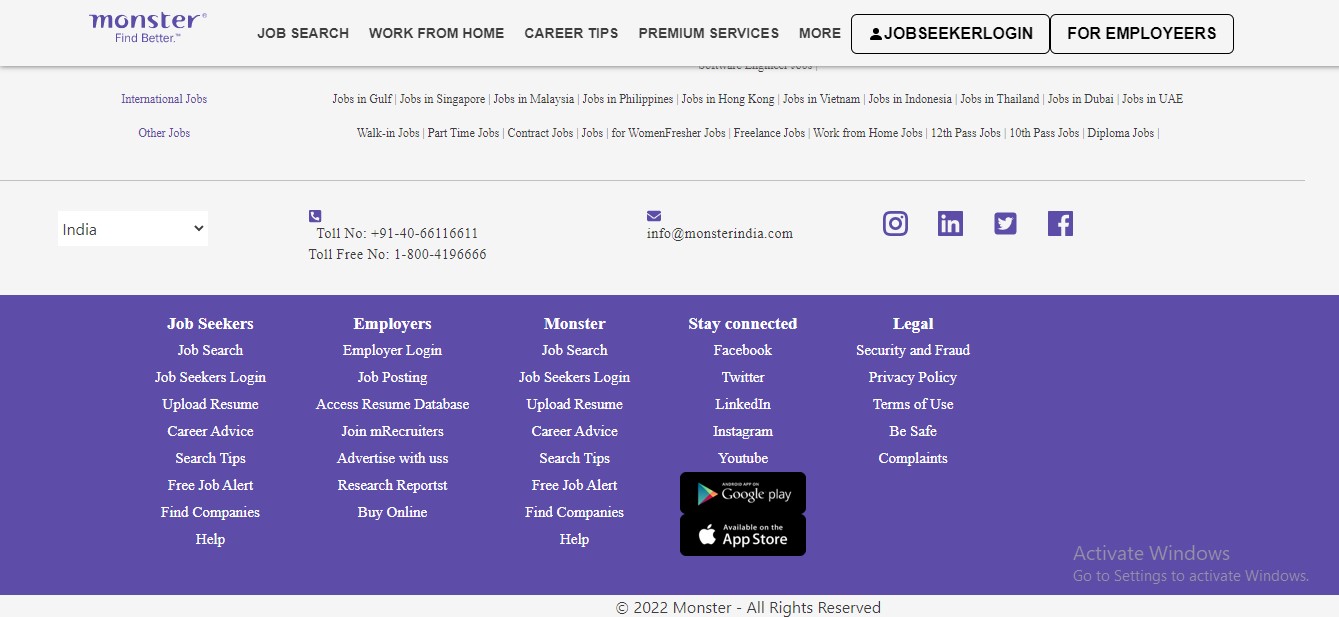 monster®
Find Better.™
JOB SEARCH WORK FROM HOME CAREER TIPS PREMIUM SERVICES MORE JOBSEEKERLOGIN FOR EMPLOYEERS
Software Engineer Jobs |
International Jobs Jobs in Gulf | Jobs in Singapore | Jobs in Malaysia | Jobs in Philippines | Jobs in Hong Kong | Jobs in Vietnam | Jobs in Indonesia | Jobs in Thailand | Jobs in Dubai | Jobs in UAE
Other Jobs Walk-in Jobs | Part Time Jobs | Contract Jobs | Jobs | for WomenFresher Jobs | Freelance Jobs | Work from Home Jobs | 12th Pass Jobs | 10th Pass Jobs | Diploma Jobs |
India
Toll No: +91-40-66116611
Toll Free No: 1-800-4196666
info@monsterindia.com
Job Seekers
Job Search
Job Seekers Login
Upload Resume
Career Advice
Search Tips
Free Job Alert
Find Companies
Help
Employers
Employer Login
Job Posting
Access Resume Database
Join mRecruiters
Advertise with uss
Research Reportst
Buy Online
Monster
Job Search
Job Seekers Login
Upload Resume
Career Advice
Search Tips
Free Job Alert
Find Companies
Help
Stay connected
Facebook
Twitter
LinkedIn
Instagram
Youtube
ANDROID APP ON
Google play
Available on the
App Store
Legal
Security and Fraud
Privacy Policy
Terms of Use
Be Safe
Complaints
Activate Windows
Go to Settings to activate Windows.
© 2022 Monster - All Rights Reserved